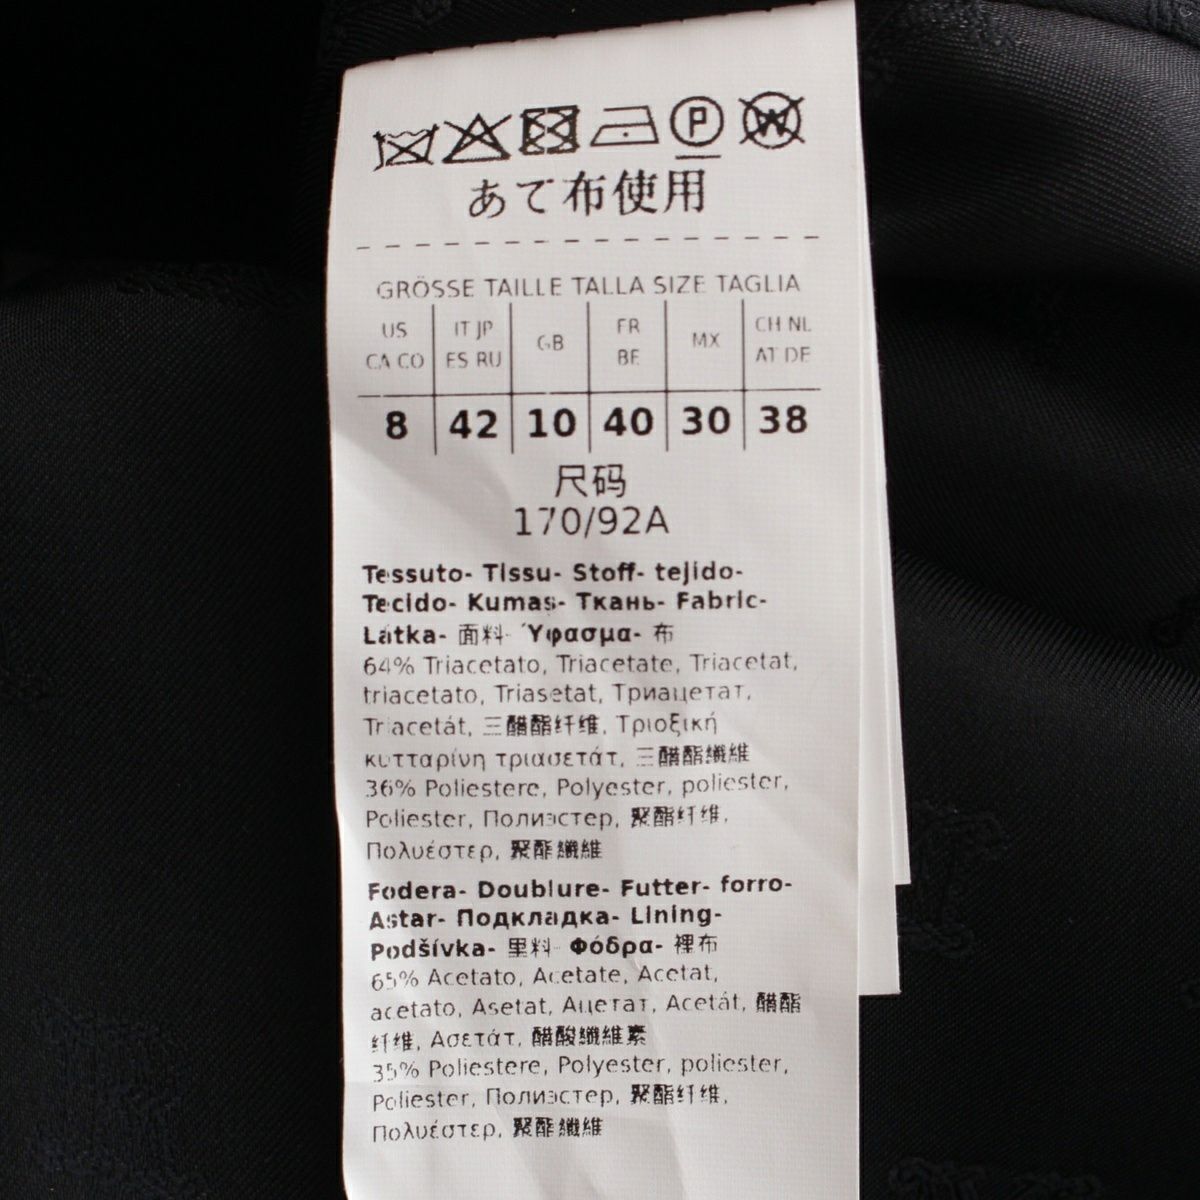 P W
あて布使用
GRÖSSE TAILLE TALLA SIZE TAGLIA
US CA CO IT JP ES RU GB FR BE MX CH NL AT DE
8 42 10 40 30 38
尺码
170/92A
Tessuto- Tissu- Stoff- tejido-
Tecido- Kumas- Ткань- Fabric-
Látka- 面料- Ύφασμα- 布
64% Triacetato, Triacetate, Triacetat,
triacetato, Triasetat, Триацетат,
Triacetát, 三醋酯纤维, Τριοξική
κυτταρίνη τριασετάτ, 三醋酯纖維
36% Poliestere, Polyester, poliester,
Poliester, Полиэстер, 聚酯纤维,
Πολυέστερ, 聚酯纖維
Fodera- Doublure- Futter- forro-
Astar- Подкладка- Lining-
Podšívka- 里料- Φόδρα- 裡布
65% Acetato, Acetate, Acetat,
acetato, Asetat, Ацетат, Acetát, 醋酯
纤维, Ασετάτ, 醋酸纖維素
35% Poliestere, Polyester, poliester,
Poliester, Полиэстер, 聚酯纤维,
Πολυέστερ, 聚酯纖維